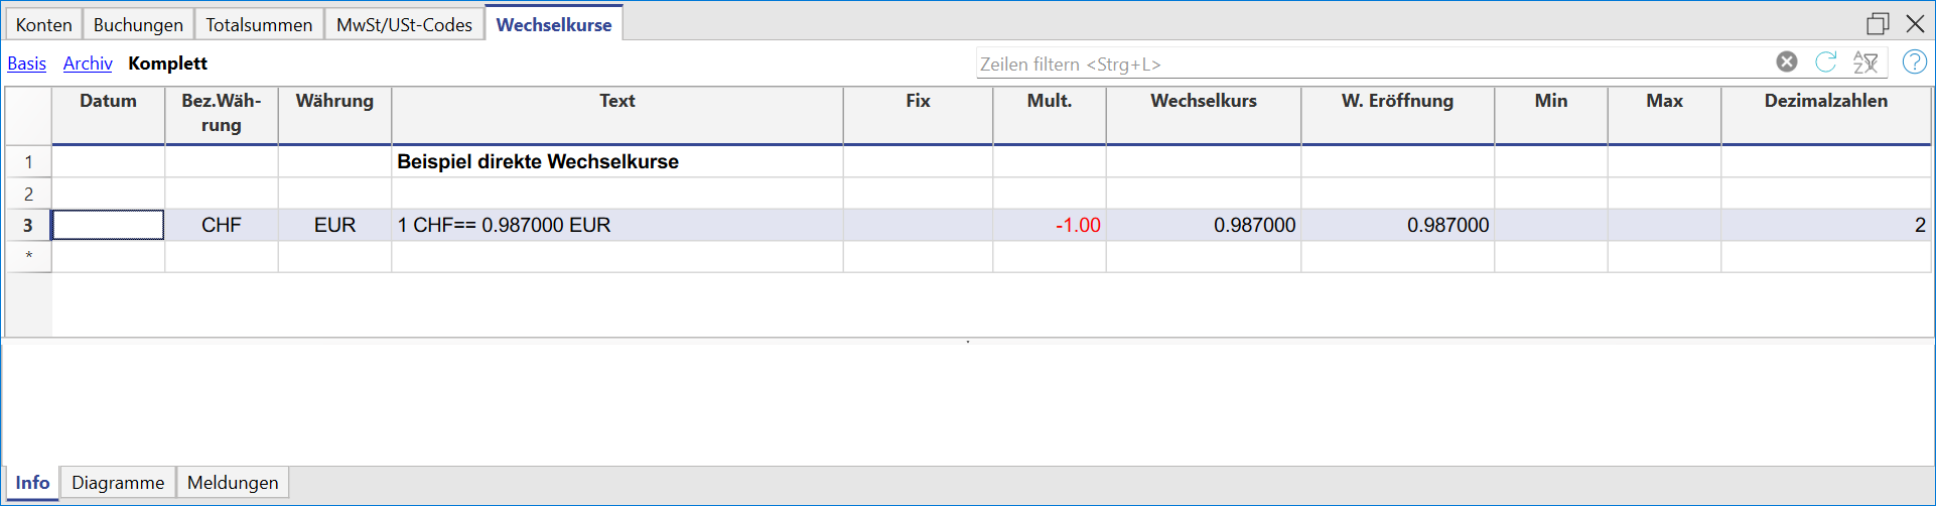 Konten Buchungen Totalsummen MwSt/USt-Codes Wechselkurse
Basis Archiv Komplett Zeilen filtern <Strg+L>
Datum Bez.Wäh- Währung Text Fix Mult. Wechselkurs W. Eröffnung Min Max Dezimalzahlen
rung
1 Beispiel direkte Wechselkurse
2
3 CHF EUR 1 CHF== 0.987000 EUR -1.00 0.987000 0.987000 2
*
Info Diagramme Meldungen